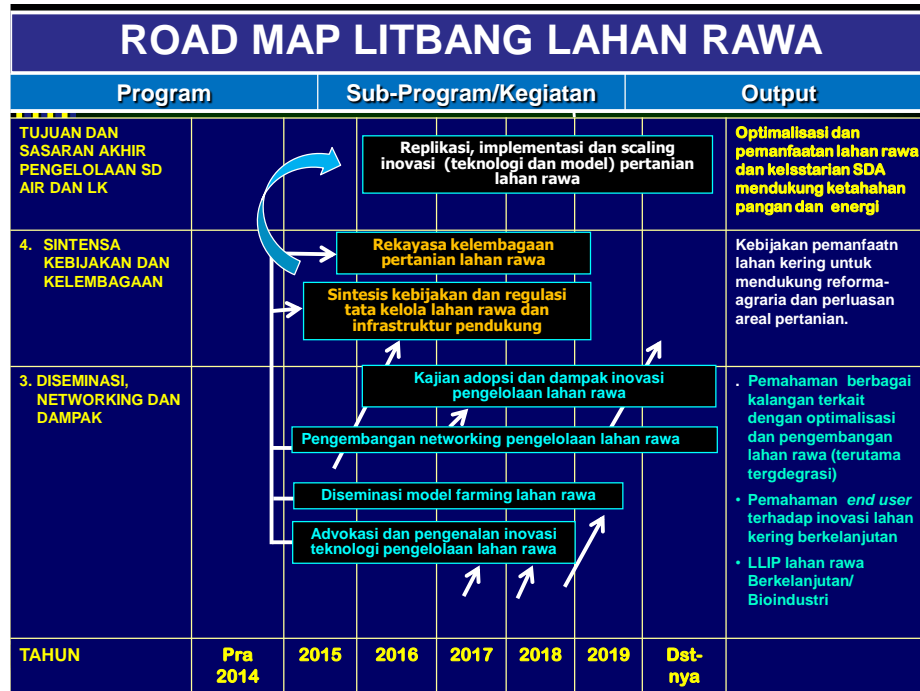 ROAD MAP LITBANG LAHAN RAWA
Program
Sub-Program/Kegiatan
Output
TUJUAN DAN
SASARAN AKHIR
PENGELOLAAN SD
AIR DAN LK
Replikasi, implementasi dan scaling
inovasi (teknologi dan model) pertanian
lahan rawa
Optimalisasi dan
pemanfaatan lahan rawa
dan kelsstarian SDA
mendukung ketahahan
pangan dan energi
4. SINTENSA
KEBIJAKAN DAN
KELEMBAGAAN
Rekayasa kelembagaan
pertanian lahan rawa
Sintesis kebijakan dan regulasi
tata kelola lahan rawa dan
infrastruktur pendukung
Kebijakan pemanfaatn
lahan kering untuk
mendukung reforma-
agraria dan perluasan
areal pertanian.
3. DISEMINASI,
NETWORKING DAN
DAMPAK
Kajian adopsi dan dampak inovasi
pengelolaan lahan rawa
Pengembangan networking pengelolaan lahan rawa
Diseminasi model farming lahan rawa
Advokasi dan pengenalan inovasi
teknologi pengelolaan lahan rawa
. Pemahaman berbagai
kalangan terkait
dengan optimalisasi
dan pengembangan
lahan rawa (terutama
tergdegrasi)
• Pemahaman end user
terhadap inovasi lahan
kering berkelanjutan
• LLIP lahan rawa
Berkelanjutan/
Bioindustri
TAHUN
Pra
2014
2015
2016
2017
2018
2019
Dst-
nya